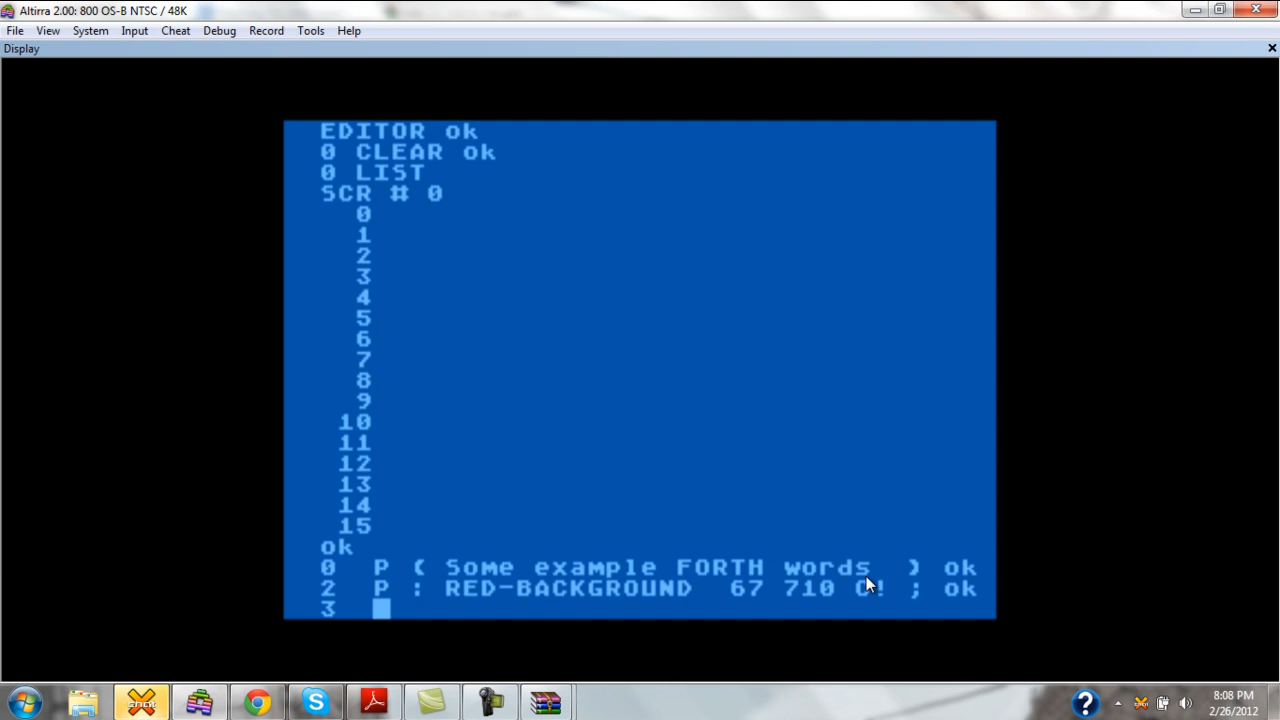 Altirra 2.00: 800 OS-B NTSC / 48K
File View System Input Cheat Debug Record Tools Help
Display
EDITOR ok
0 CLEAR ok
0 LIST
SCR # 0
0
1
2
3
4
5
6
7
8
9
10
11
12
13
14
15
ok
0 P ( Some example FORTH words ) ok
2 P : RED-BACKGROUND 67 710 C! ; ok
3
8:08 PM
2/26/2012